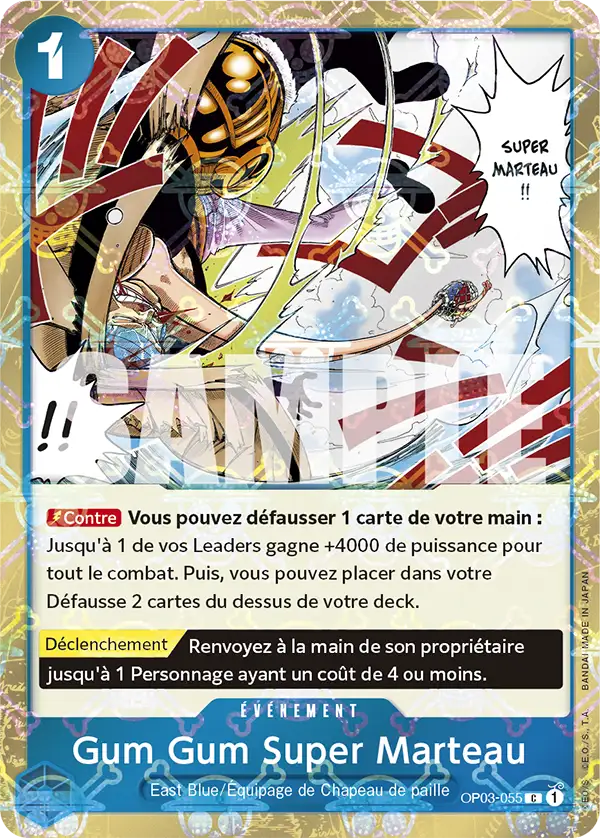 1
SUPER
MARTEAU
!!
!!
SAMPLE
Contre Vous pouvez défausser 1 carte de votre main :
Jusqu'à 1 de vos Leaders gagne +4000 de puissance pour
tout le combat. Puis, vous pouvez placer dans votre
Défausse 2 cartes du dessus de votre deck.
Déclenchement Renvoyez à la main de son propriétaire
jusqu'à 1 Personnage ayant un coût de 4 ou moins.
ÉVÉNEMENT
Gum Gum Super Marteau
East Blue/Équipage de Chapeau de paille
OP03-055 C 1
©E.O./S. ©E.O./S., T.A. BANDAI MADE IN JAPAN